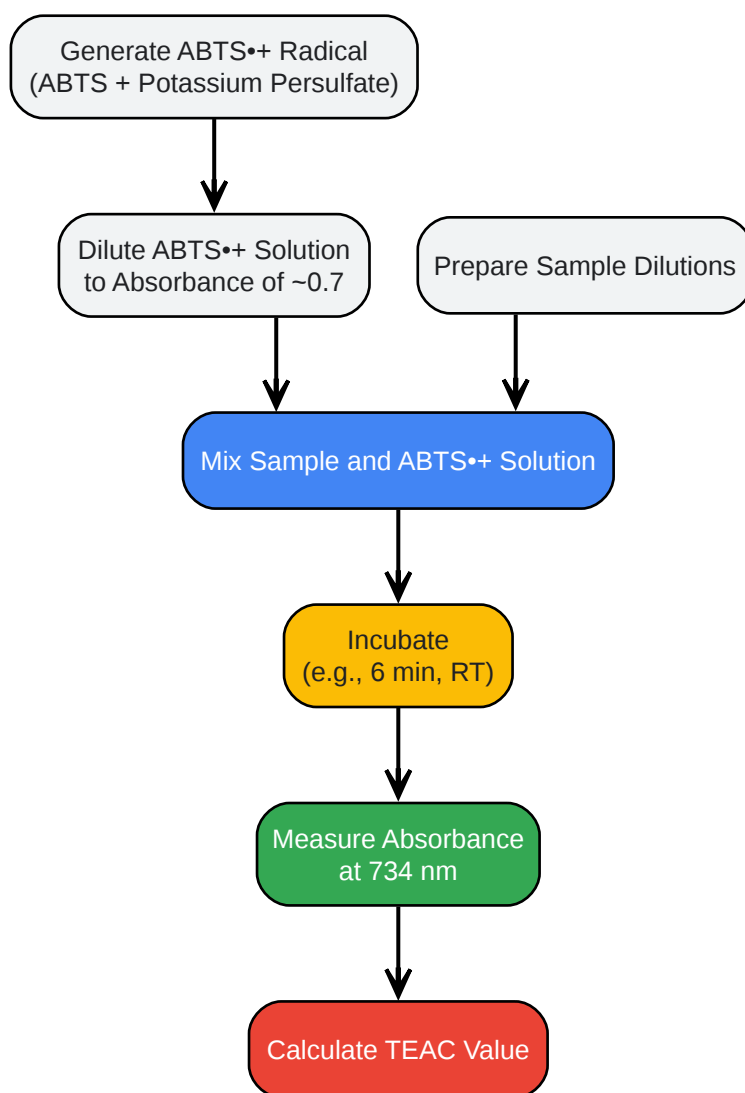 Generate ABTS•+ Radical
(ABTS + Potassium Persulfate)
Dilute ABTS•+ Solution
to Absorbance of ~0.7
Prepare Sample Dilutions
Mix Sample and ABTS•+ Solution
Incubate
(e.g., 6 min, RT)
Measure Absorbance
at 734 nm
Calculate TEAC Value